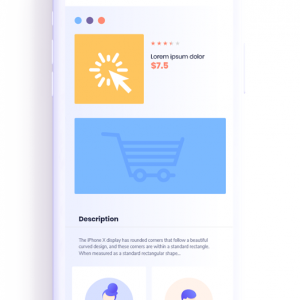 Lorem ipsum dolor
$7.5
Description
The iPhone X display has rounded corners that follow a beautiful
curved design, and these corners are within a standard rectangle.
When measured as a standard rectangular shape...